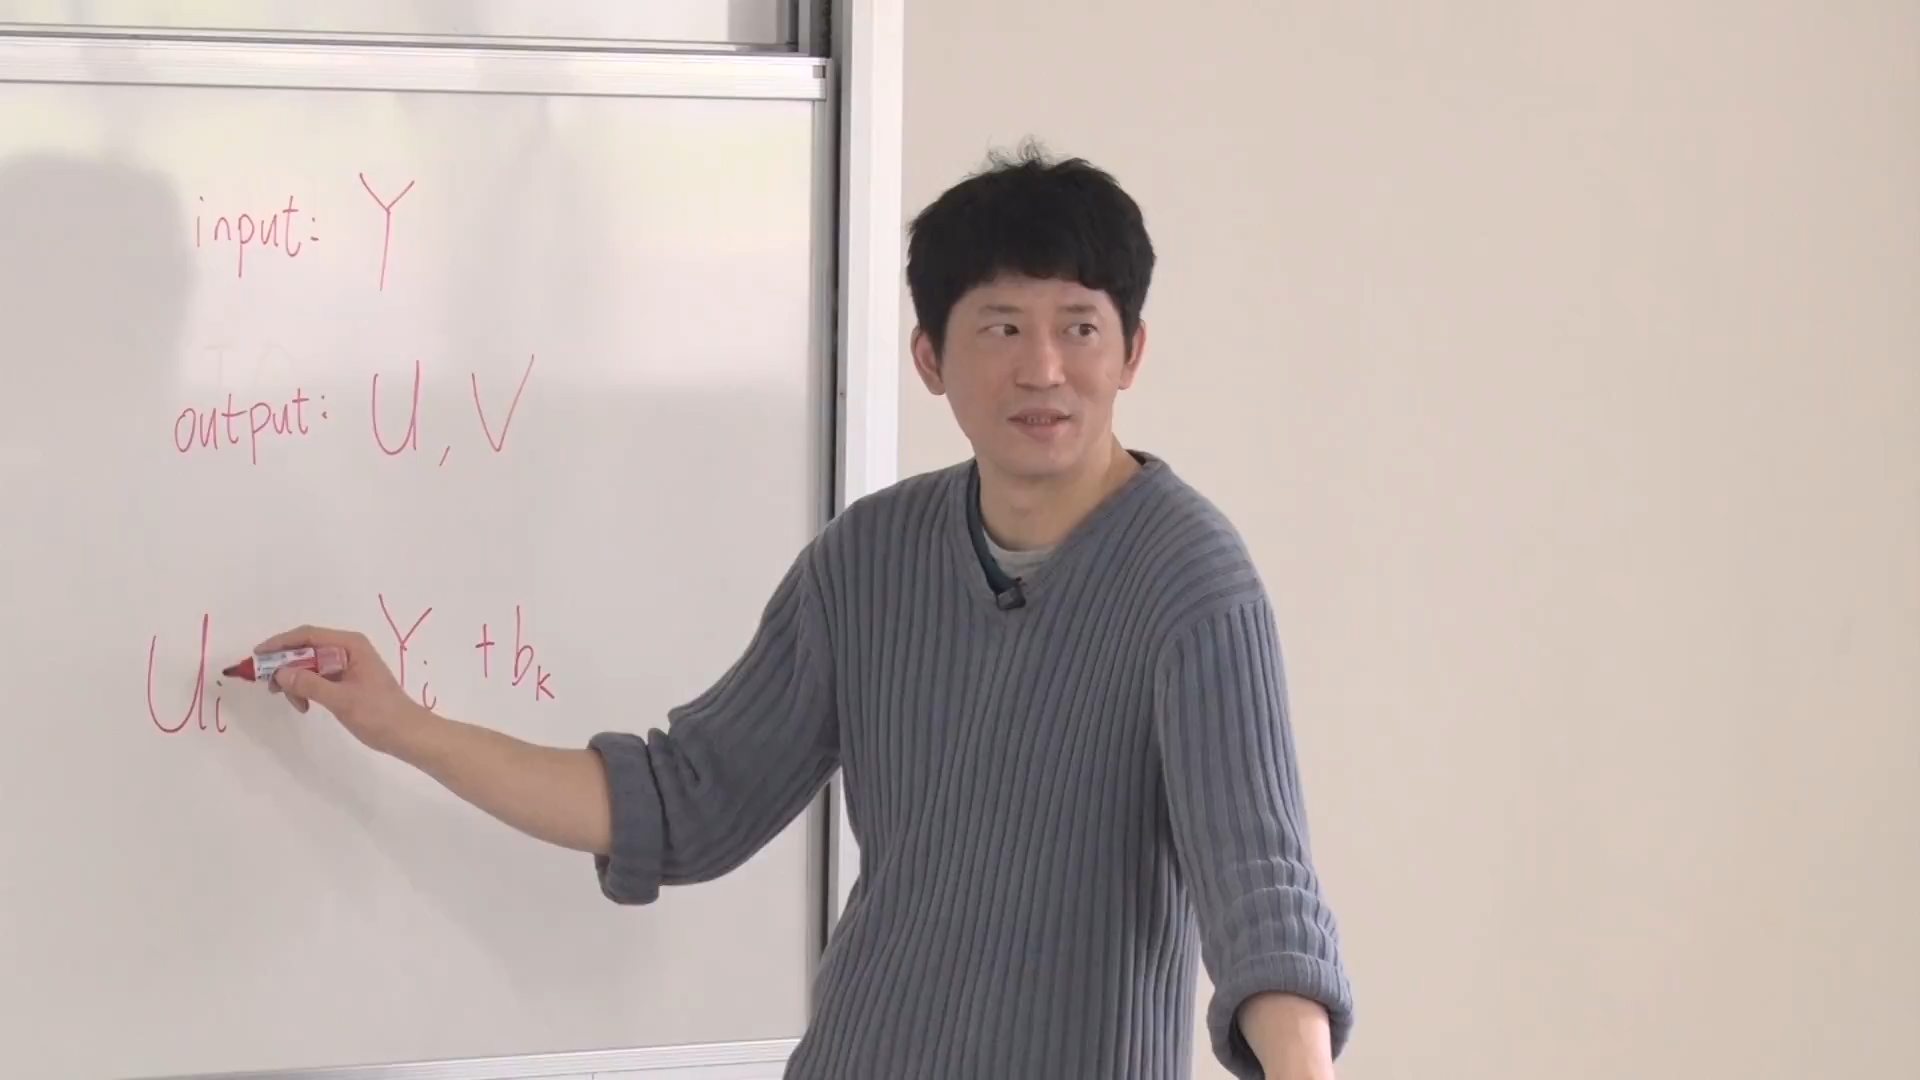 input: Y
output: U, V
Ui Yi + bk